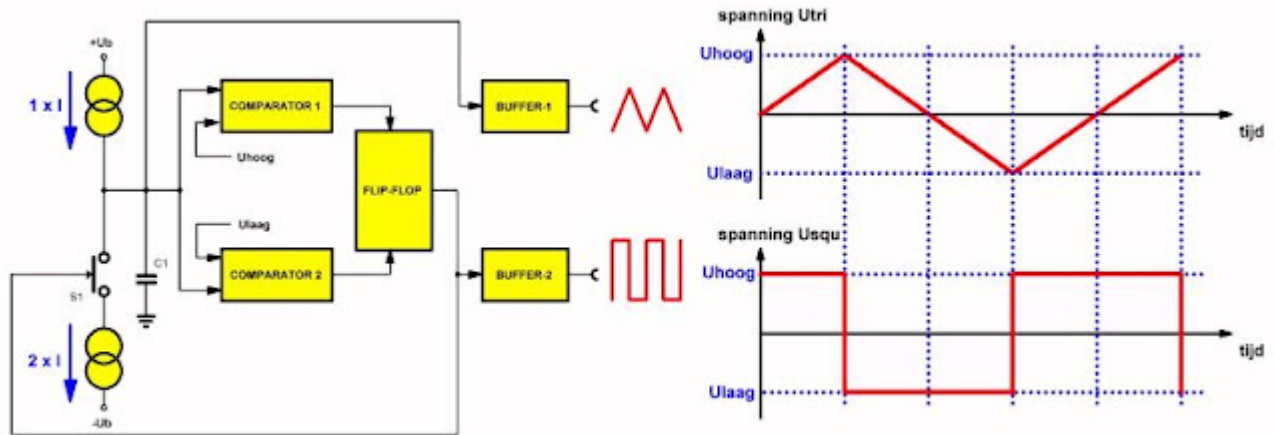 +Ub
1 x I
COMPARATOR 1
Uhoog
FLIP-FLOP
Ulaag
COMPARATOR 2
C1
S1
2 x I
-Ub
BUFFER-1
BUFFER-2
spanning Utri
Uhoog
tijd
Ulaag
spanning Usqu
Uhoog
tijd
Ulaag